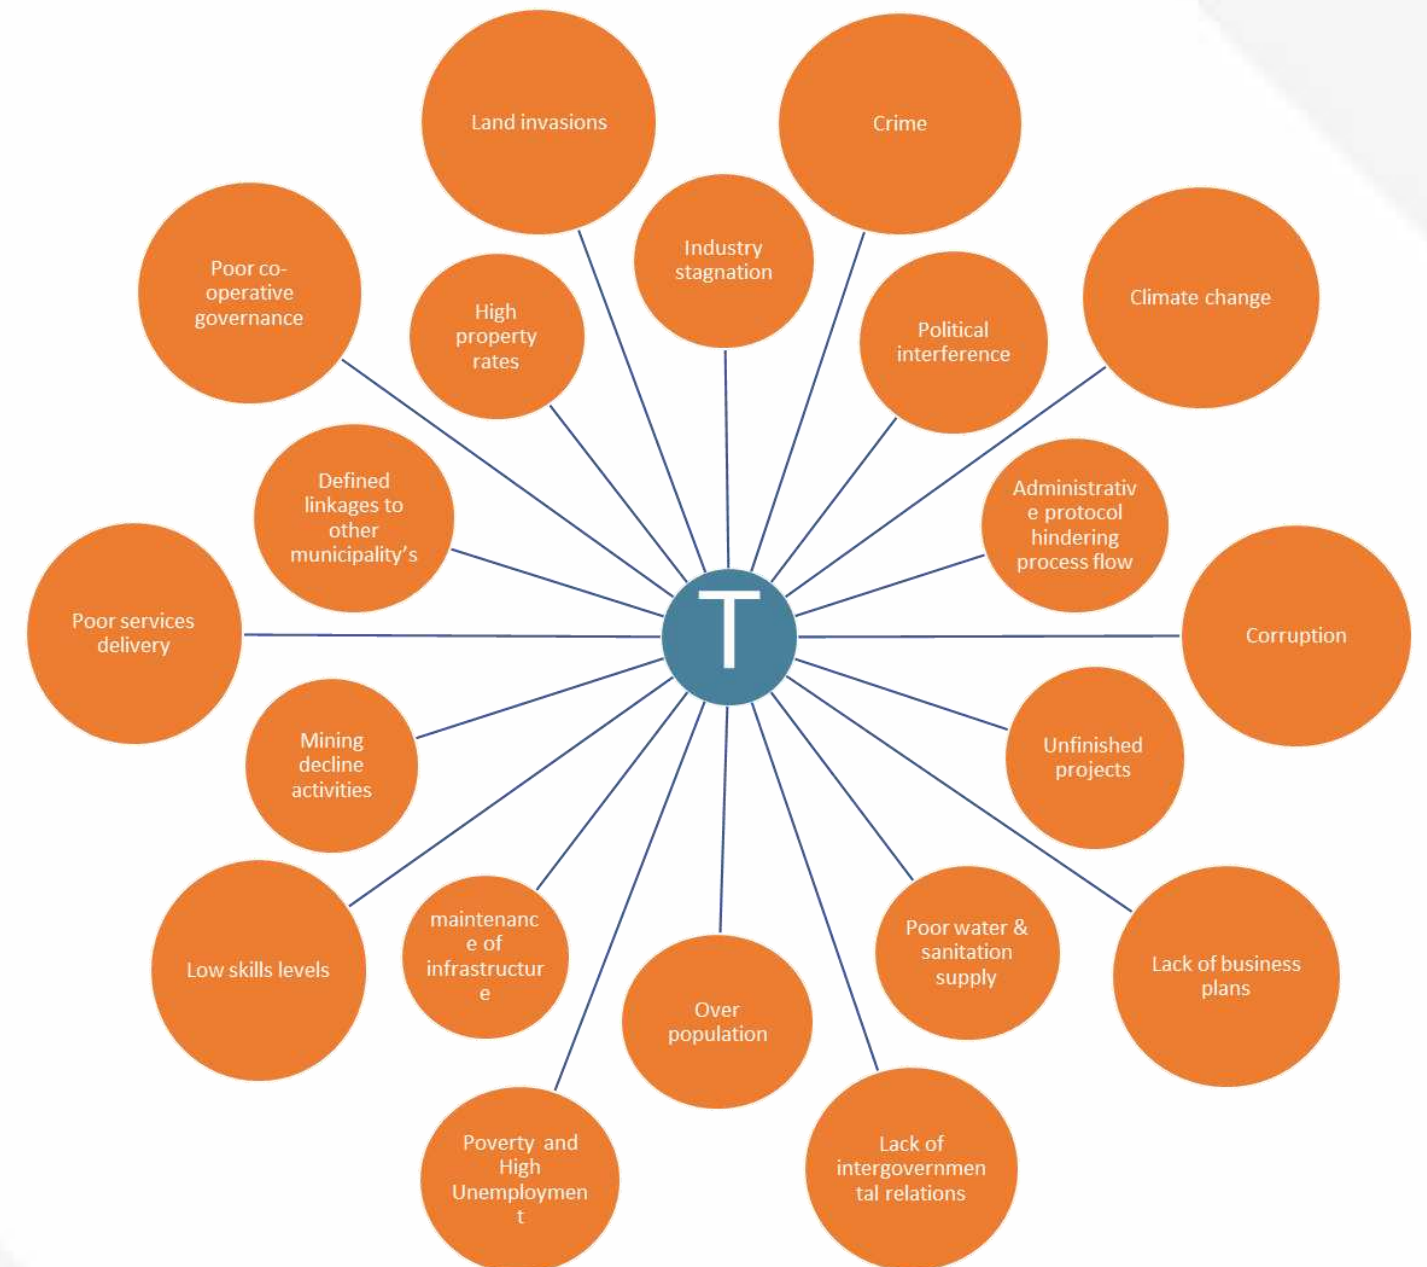 Land invasions
Crime
Industry
stagnation
Poor co-
operative
governance
High
property
rates
Political
interference
Climate change
Defined
linkages to
other
municipality’s
Administrativ
e protocol
hindering
process flow
T
Poor services
delivery
Corruption
Mining
decline
activities
Unfinished
projects
Low skills levels
maintenanc
e of
infrastructur
e
Over
population
Poor water &
sanitation
supply
Lack of business
plans
Poverty and
High
Unemploymen
t
Lack of
intergovernmen
tal relations